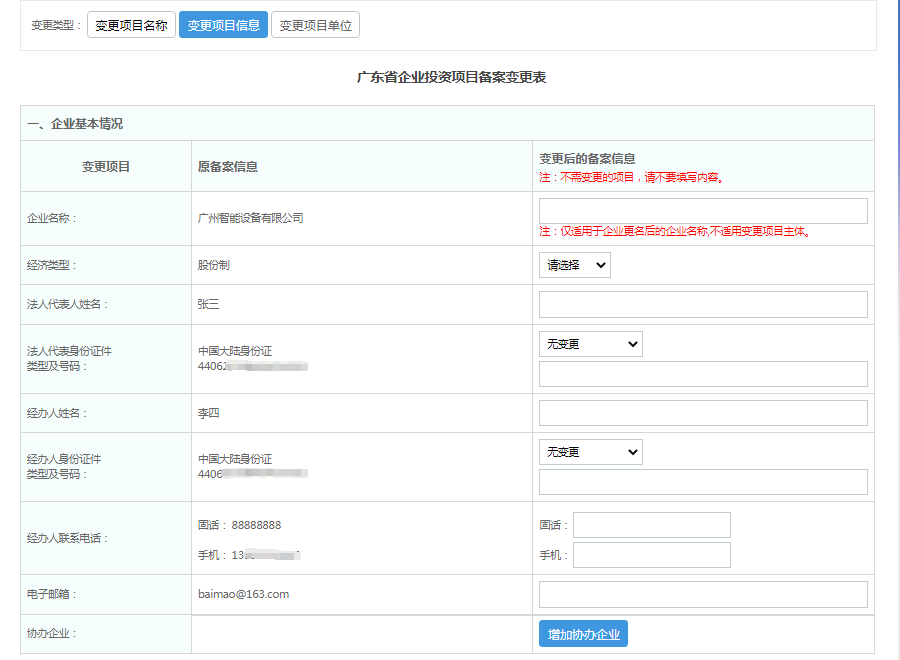 变更类型： 变更项目名称 变更项目信息 变更项目单位
广东省企业投资项目备案变更表
一、企业基本情况
变更项目 原备案信息 变更后的备案信息
注：不需变更的项目，请不要填写内容。
企业名称： 广州智能设备有限公司
注：仅适用于企业更名后的企业名称,不适用变更项目主体。
经济类型： 股份制 请选择
法人代表人姓名： 张三
法人代表身份证件
类型及号码：
中国大陆身份证
4406
无变更
经办人姓名： 李四
经办人身份证件
类型及号码：
中国大陆身份证
4406
无变更
经办人联系电话：
固话： 88888888
手机： 13
固话：
手机：
电子邮箱： baimao@163.com
协办企业： 增加协办企业